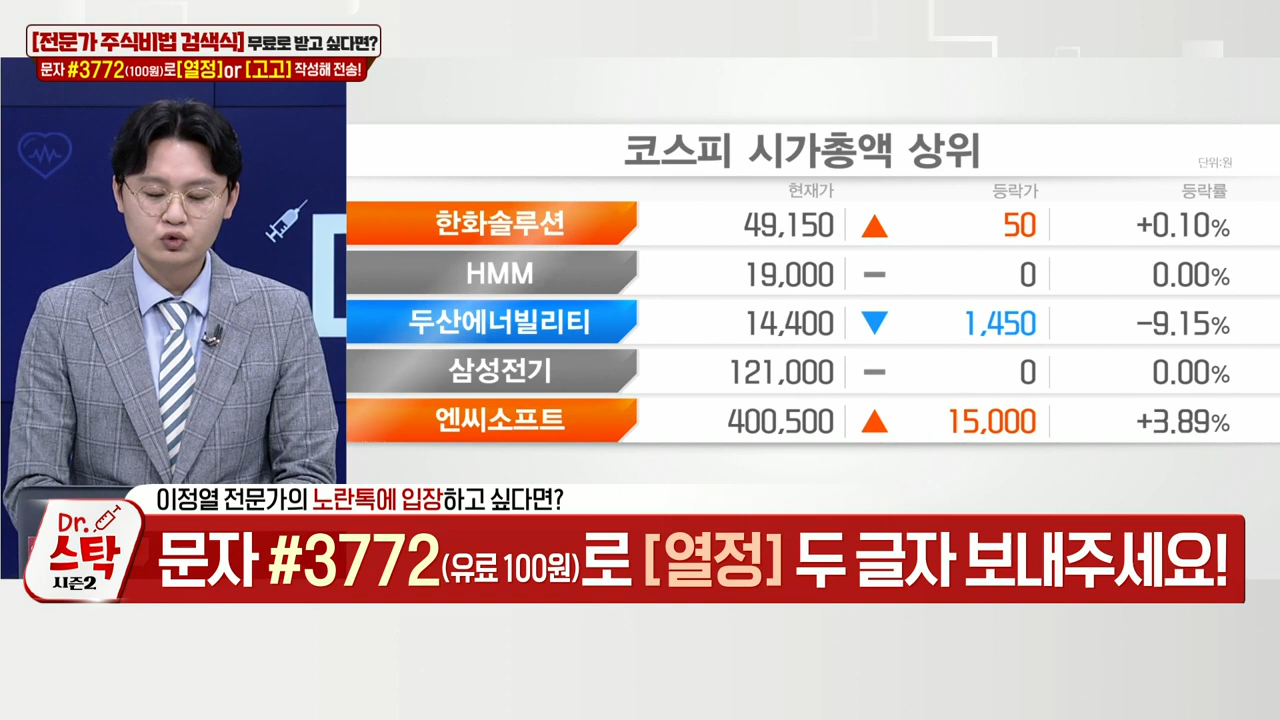 [전문가 주식비법 검색식] 무료로 받고 싶다면?
문자 #3772(100원)로[열정]or [고고] 작성해 전송!
코스피 시가총액 상위
단위:원
현재가 등락가 등락률
한화솔루션 49,150 ▲ 50 +0.10%
HMM 19,000 - 0 0.00%
두산에너빌리티 14,400 ▼ 1,450 -9.15%
삼성전기 121,000 - 0 0.00%
엔씨소프트 400,500 ▲ 15,000 +3.89%
이정열 전문가의 노란톡에 입장하고 싶다면?
Dr.
스탁
시즌2
문자 #3772(유료 100원)로 [열정] 두 글자 보내주세요!